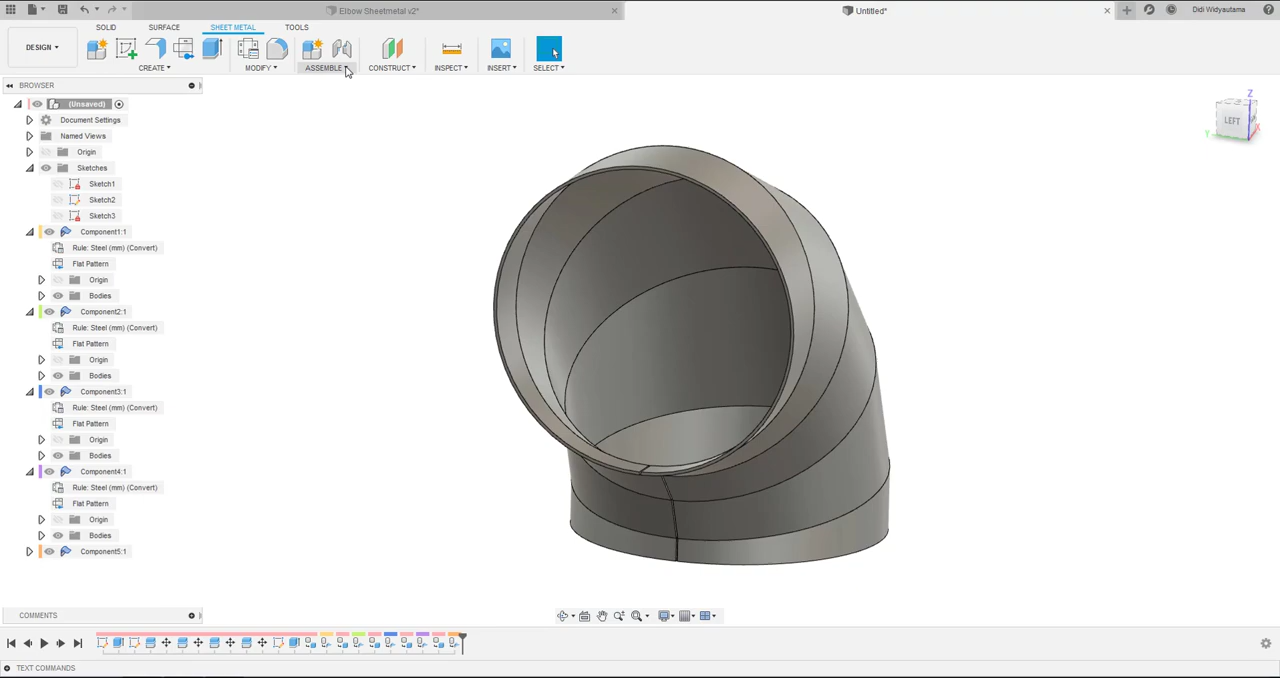 Elbow Sheetmetal v2*
Untitled*
Didi Widyautama
DESIGN
SOLID
SURFACE
SHEET METAL
TOOLS
CREATE
MODIFY
ASSEMBLE
CONSTRUCT
INSPECT
INSERT
SELECT
BROWSER
(Unsaved)
Document Settings
Named Views
Origin
Sketches
Sketch1
Sketch2
Sketch3
Component1:1
Rule: Steel (mm) (Convert)
Flat Pattern
Origin
Bodies
Component2:1
Rule: Steel (mm) (Convert)
Flat Pattern
Origin
Bodies
Component3:1
Rule: Steel (mm) (Convert)
Flat Pattern
Origin
Bodies
Component4:1
Rule: Steel (mm) (Convert)
Flat Pattern
Origin
Bodies
Component5:1
Z
LEFT
Y
X
COMMENTS
TEXT COMMANDS